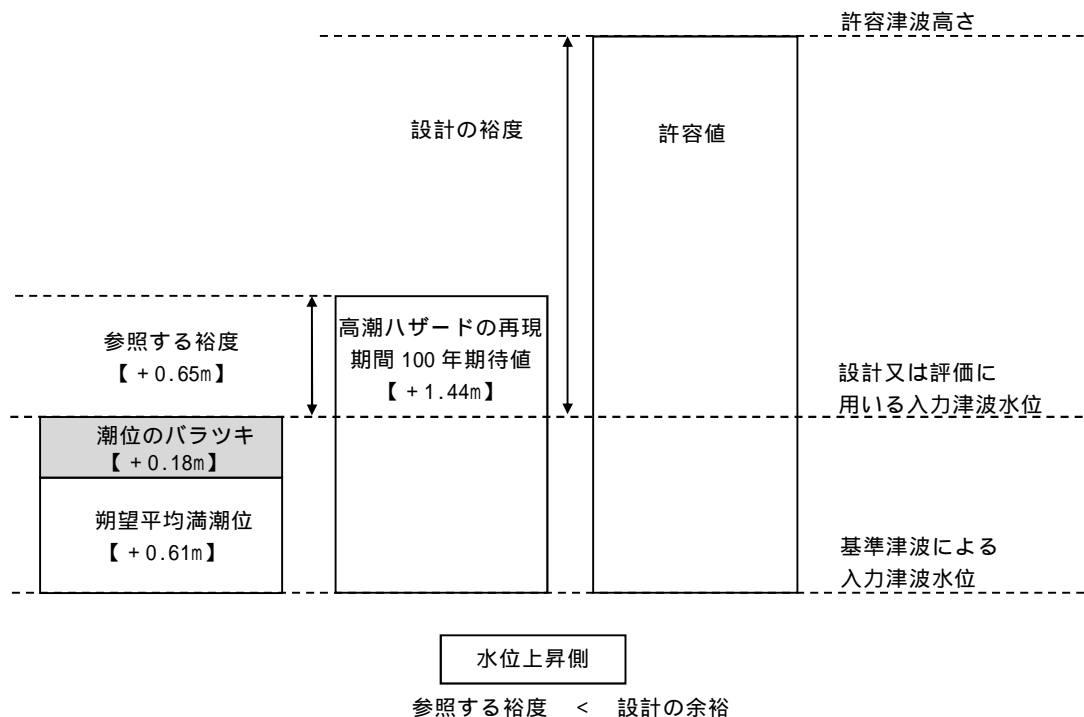 許容津波高さ
設計の裕度
許容値
参照する裕度
【+0.65m】
高潮ハザードの再現
期間 100 年期待値
【+1.44m】
設計又は評価に
用いる入力津波水位
潮位のバラツキ
【+0.18m】
朔望平均満潮位
【+0.61m】
基準津波による
入力津波水位
水位上昇側
参照する裕度 < 設計の余裕